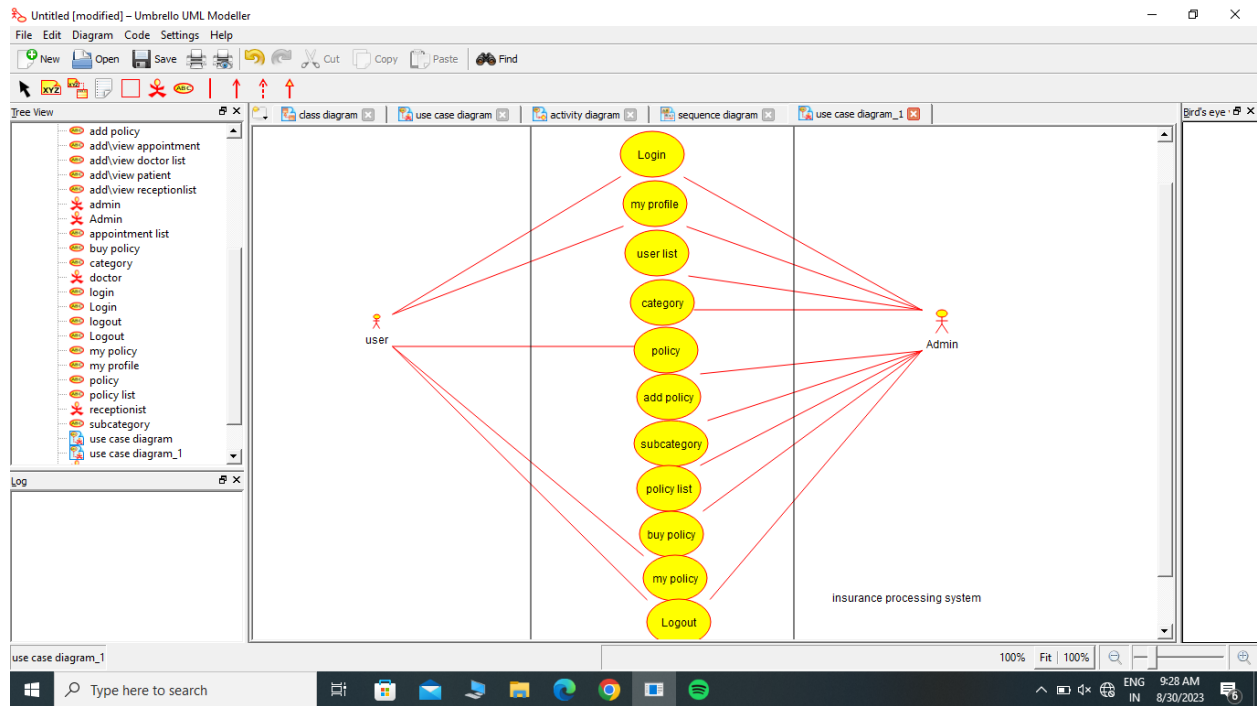 Untitled [modified] – Umbrello UML Modeller
File Edit Diagram Code Settings Help
New Open Save Cut Copy Paste Find
XYZ ABC
Tree View
class diagram
use case diagram
activity diagram
sequence diagram
use case diagram_1
Bird's eye
add policy
add\view appointment
add\view doctor list
add\view patient
add\view receptionlist
admin
Admin
appointment list
buy policy
category
doctor
login
Login
logout
Logout
my policy
my profile
policy
policy list
receptionist
subcategory
use case diagram
use case diagram_1
Log
Login
my profile
user list
category
policy
add policy
subcategory
policy list
buy policy
my policy
Logout
user
Admin
insurance processing system
use case diagram_1
100% Fit 100%
Type here to search
ENG
IN
9:28 AM
8/30/2023
6